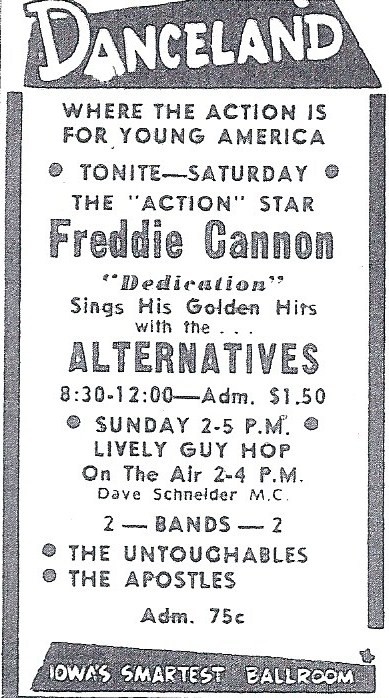 DANCELAND
WHERE THE ACTION IS
FOR YOUNG AMERICA
• TONITE—SATURDAY •
THE "ACTION" STAR
Freddie Cannon
"Dedication"
Sings His Golden Hits
with the . . .
ALTERNATIVES
8:30-12:00—Adm. $1.50
• SUNDAY 2-5 P.M. •
LIVELY GUY HOP
On The Air 2-4 P.M.
Dave Schneider M.C.
2 — BANDS — 2
• THE UNTOUCHABLES
• THE APOSTLES
Adm. 75c
IOWA'S SMARTEST BALLROOM